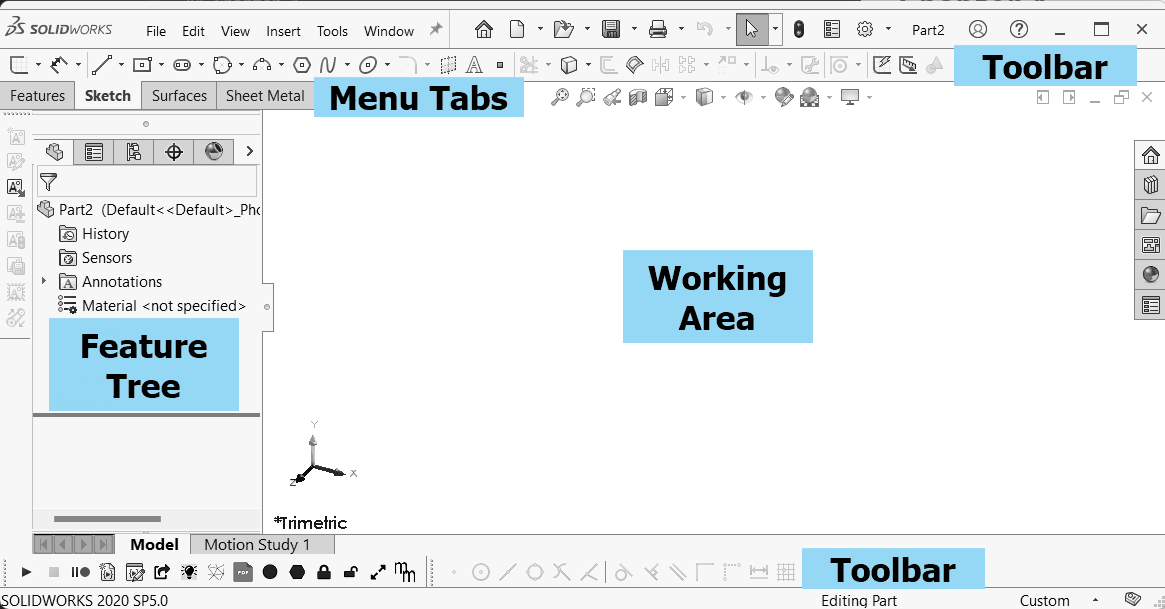 SOLIDWORKS File Edit View Insert Tools Window Part2
Toolbar
Features Sketch Surfaces Sheet Metal Menu Tabs
Part2 (Default<<Default>_Pho
History
Sensors
Annotations
Material <not specified>
Feature
Tree
Working
Area
Y
X
Z
*Trimetric
Model Motion Study 1
PDF
Toolbar
SOLIDWORKS 2020 SP5.0 Editing Part Custom